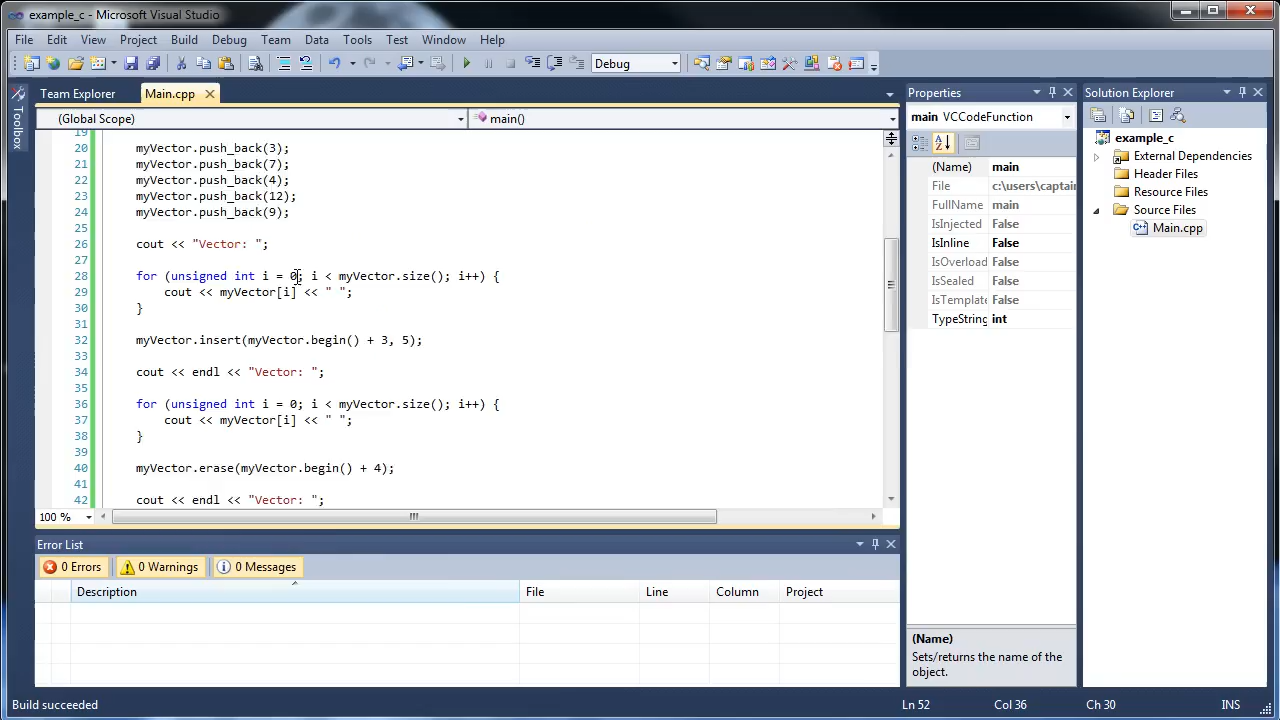 example_c - Microsoft Visual Studio
File Edit View Project Build Debug Team Data Tools Test Window Help
Debug
Team Explorer Main.cpp
Toolbox
(Global Scope) main()
19
20 myVector.push_back(3);
21 myVector.push_back(7);
22 myVector.push_back(4);
23 myVector.push_back(12);
24 myVector.push_back(9);
25
26 cout << "Vector: ";
27
28 for (unsigned int i = 0; i < myVector.size(); i++) {
29 cout << myVector[i] << " ";
30 }
31
32 myVector.insert(myVector.begin() + 3, 5);
33
34 cout << endl << "Vector: ";
35
36 for (unsigned int i = 0; i < myVector.size(); i++) {
37 cout << myVector[i] << " ";
38 }
39
40 myVector.erase(myVector.begin() + 4);
41
42 cout << endl << "Vector: ";
100 %
Error List
0 Errors 0 Warnings 0 Messages
Description File Line Column Project
Properties
main VCCodeFunction
(Name) main
File c:\users\captain
FullName main
IsInjected False
IsInline False
IsOverload False
IsSealed False
IsTemplate False
TypeString int
(Name)
Sets/returns the name of the
object.
Solution Explorer
example_c
External Dependencies
Header Files
Resource Files
Source Files
Main.cpp
Build succeeded Ln 52 Col 36 Ch 30 INS